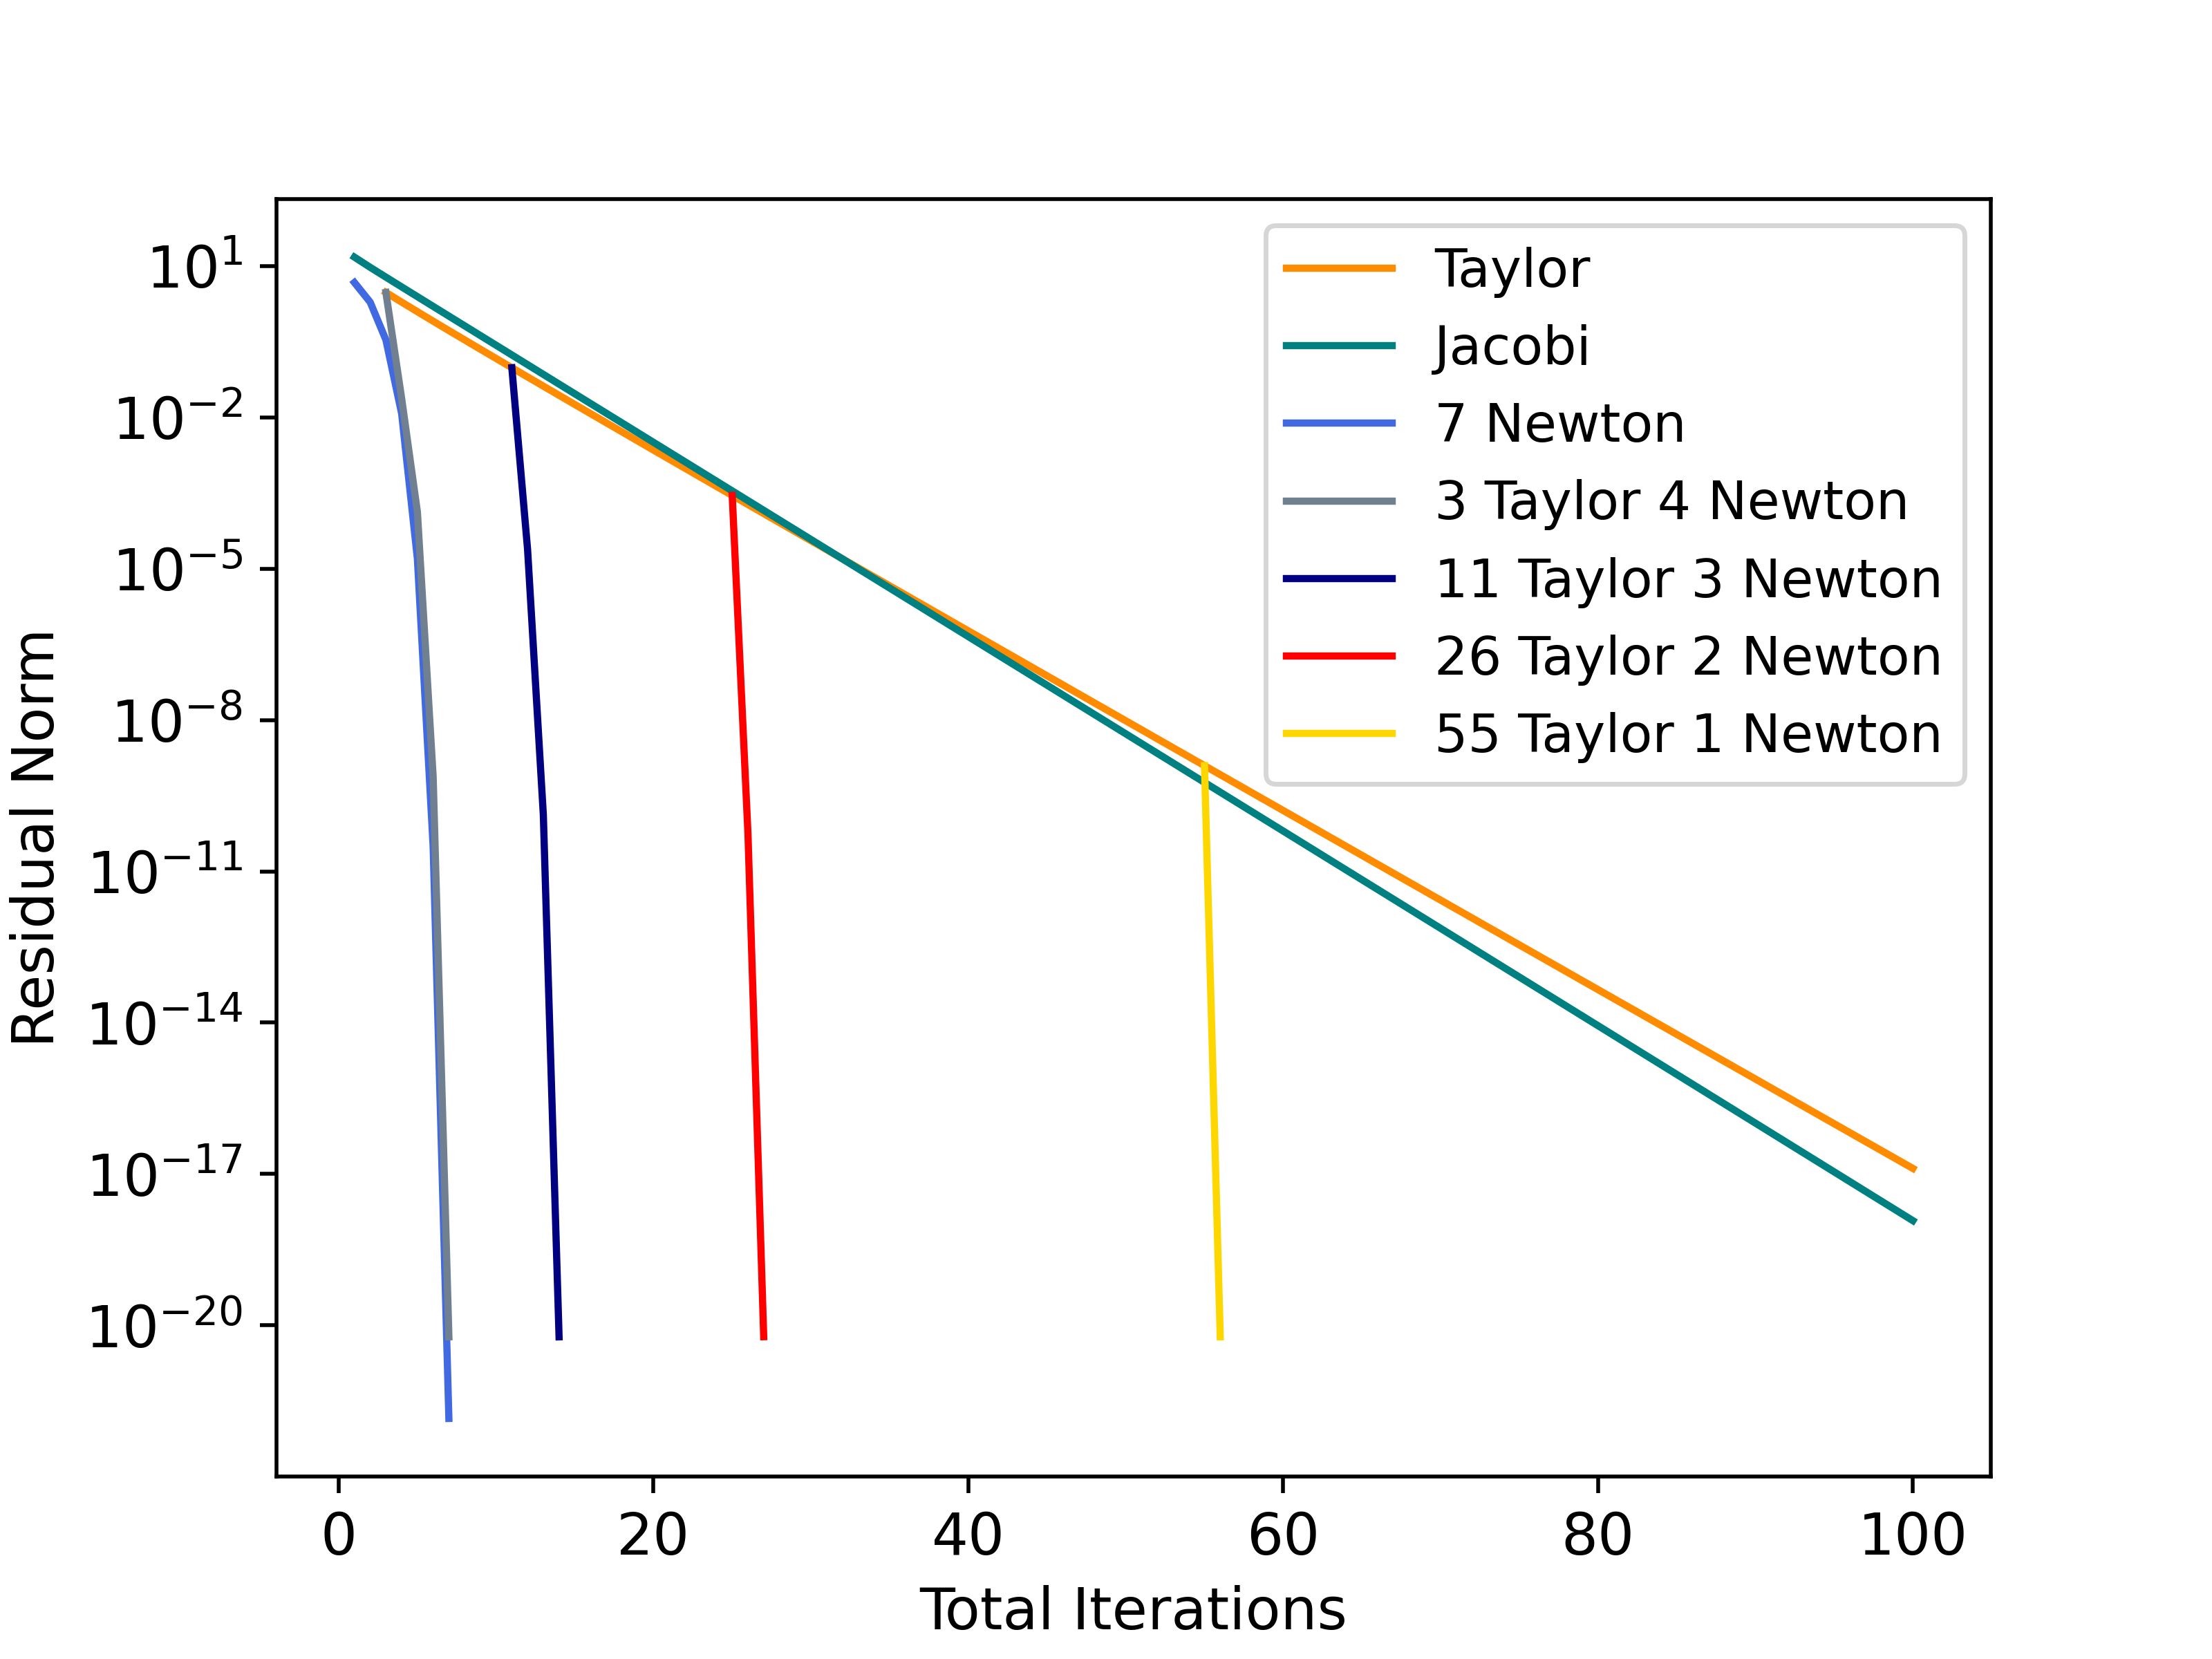 Taylor
Jacobi
7 Newton
3 Taylor 4 Newton
11 Taylor 3 Newton
26 Taylor 2 Newton
55 Taylor 1 Newton
10¹
10⁻²
10⁻⁵
10⁻⁸
10⁻¹¹
10⁻¹⁴
10⁻¹⁷
10⁻²⁰
Residual Norm
0 20 40 60 80 100
Total Iterations